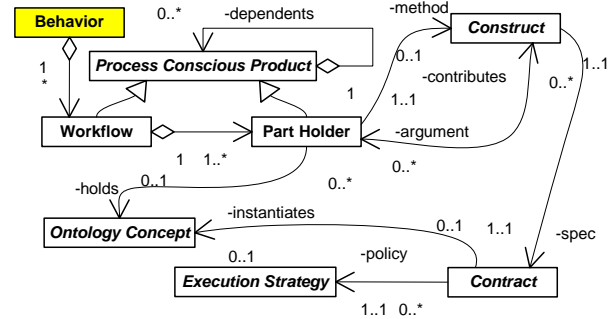 Behavior
0..*
-dependents
-method
Construct
Process Conscious Product
0..1
1..1
1
*
1
-contributes
0..*
1..1
Workflow
Part Holder
-argument
1
1..*
0..*
-holds
0..1
0..*
-instantiates
0..1
1..1
Ontology Concept
-spec
0..1
-policy
Execution Strategy
Contract
1..1
0..*